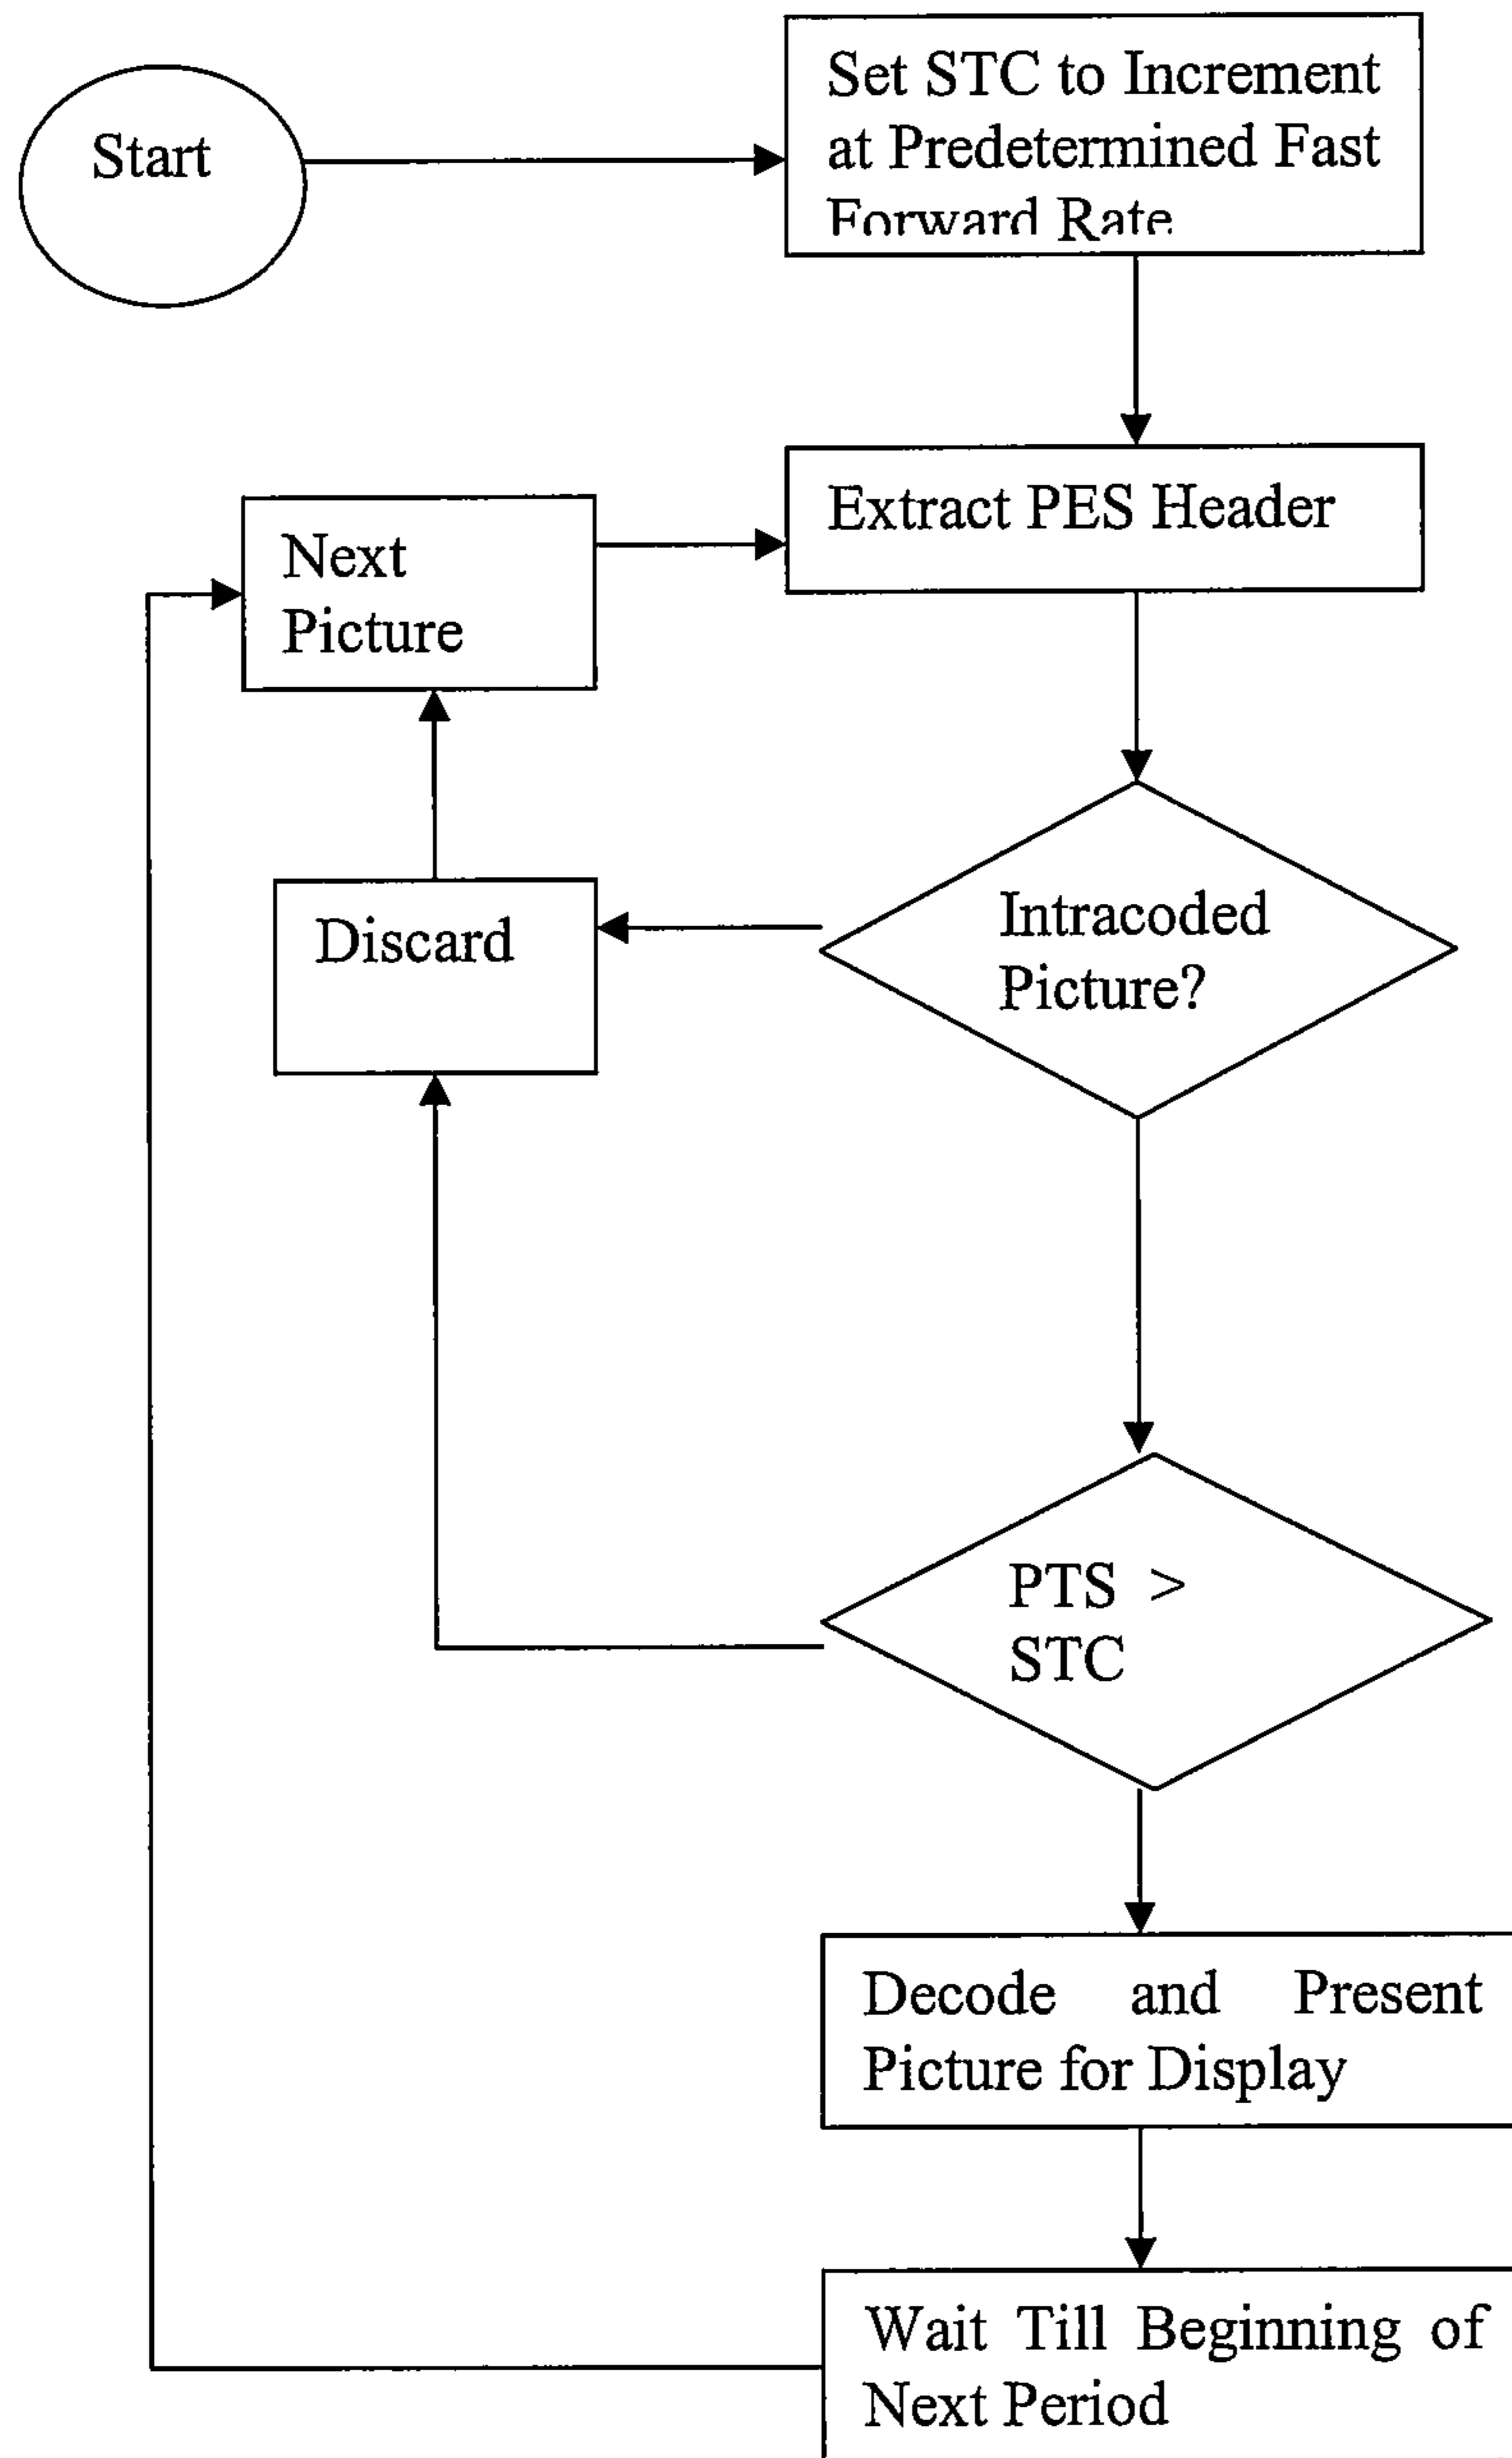 Start
Set STC to Increment
at Predetermined Fast
Forward Rate
Extract PES Header
Next
Picture
Intracoded
Picture?
Discard
PTS >
STC
Decode and Present
Picture for Display
Wait Till Beginning of
Next Period